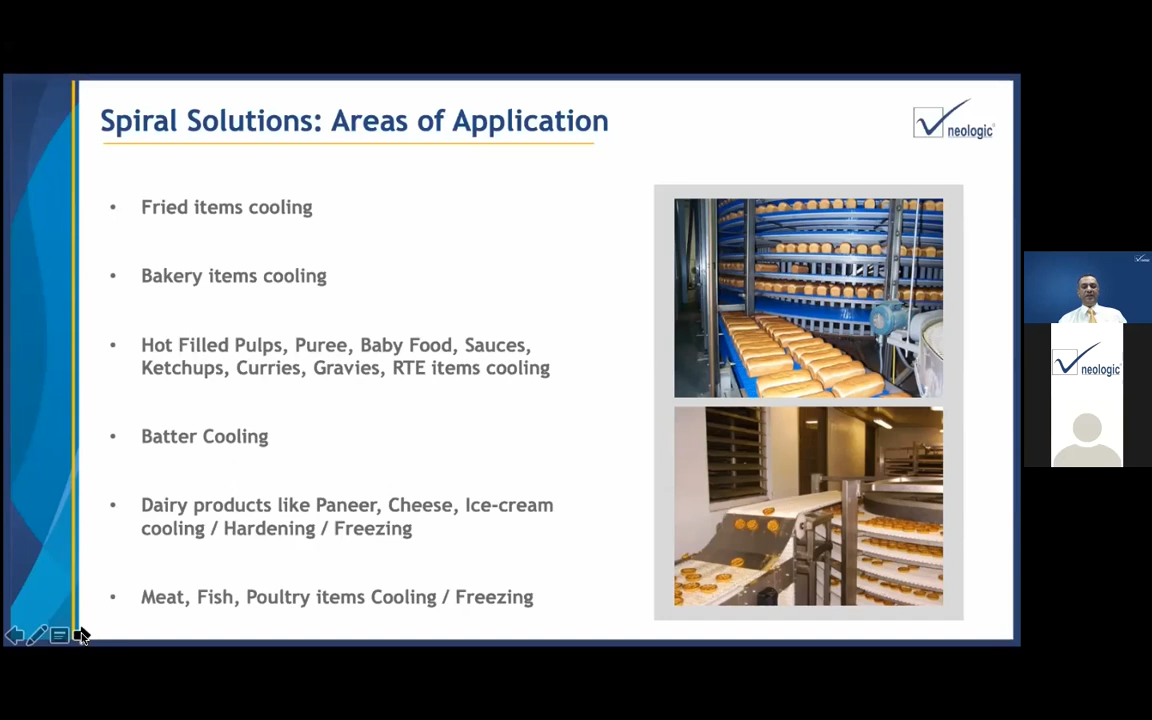 Spiral Solutions: Areas of Application
neologic
• Fried items cooling
• Bakery items cooling
• Hot Filled Pulps, Puree, Baby Food, Sauces,
Ketchups, Curries, Gravies, RTE items cooling
• Batter Cooling
• Dairy products like Paneer, Cheese, Ice-cream
cooling / Hardening / Freezing
• Meat, Fish, Poultry items Cooling / Freezing
neologic